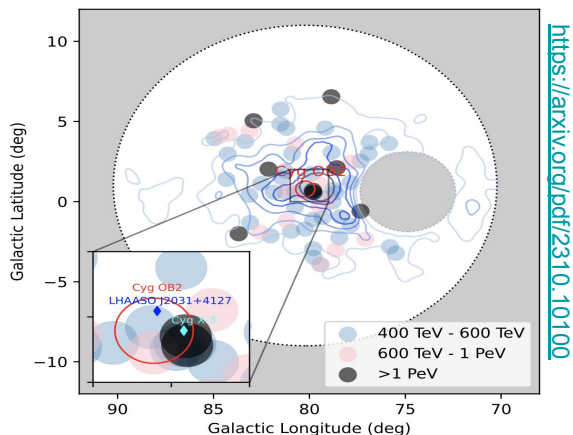 10
5
0
−5
−10
Galactic Latitude (deg)
Cyg OB2
Cyg OB2
LHAASO J2031+4127
Cyg X-3
400 TeV - 600 TeV
600 TeV - 1 PeV
>1 PeV
90
85
80
75
70
Galactic Longitude (deg)
https://arxiv.org/pdf/2310.10100